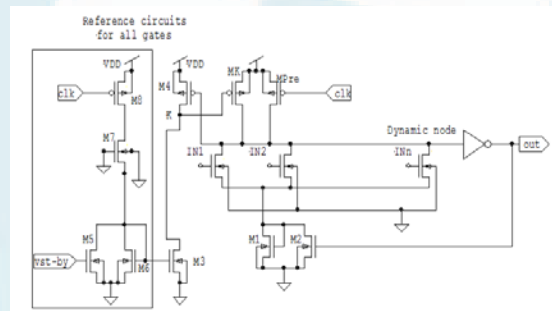 Reference circuits
for all gates
VDD
VDD
M4
MK
MPre
clk
M8
clk
K
M7
Dynamic node
IN1
IN2
INn
out
M5
M6
M1
M2
vst-by
M3